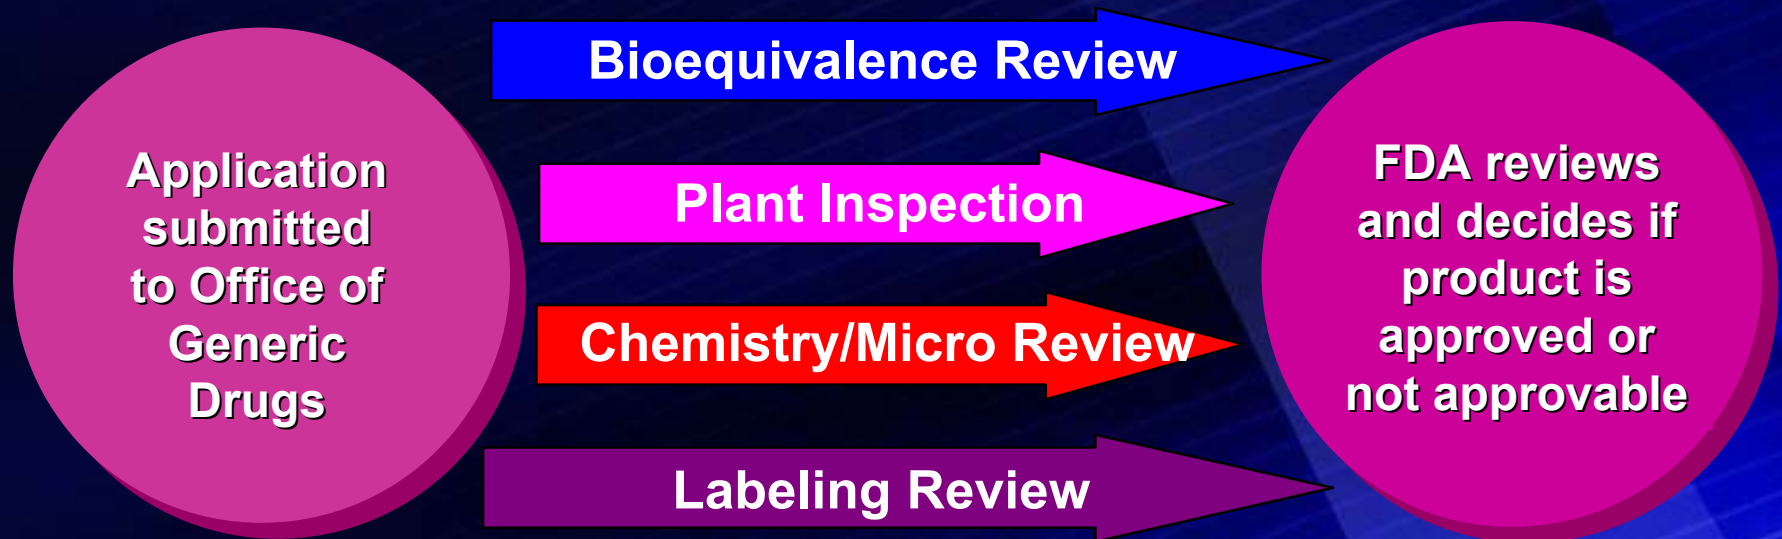 Application
submitted
to Office of
Generic
Drugs
Bioequivalence Review
Plant Inspection
Chemistry/Micro Review
Labeling Review
FDA reviews
and decides if
product is
approved or
not approvable